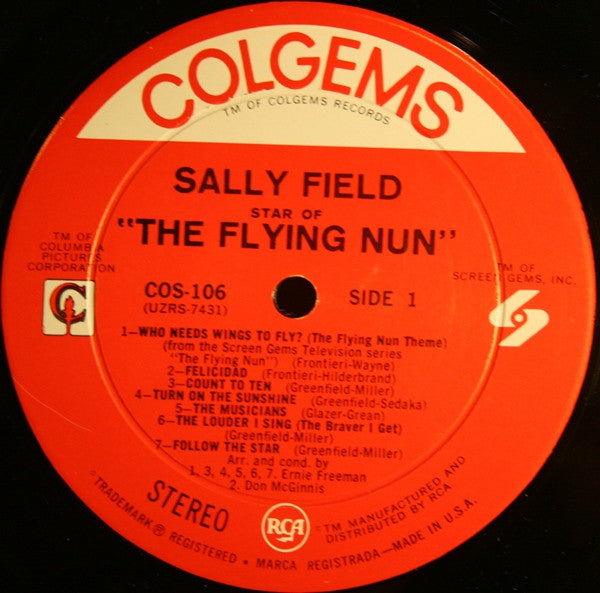 COLGEMS
TM OF COLGEMS RECORDS
SALLY FIELD
STAR OF
"THE FLYING NUN"
TM OF
COLUMBIA
PICTURES
CORPORATION
TM OF
SCREEN GEMS, INC.
COS-106
(UZRS-7431)
SIDE 1
1—WHO NEEDS WINGS TO FLY? (The Flying Nun Theme)
(from the Screen Gems Television series
"The Flying Nun") (Frontieri-Wayne)
2—FELICIDAD (Frontieri-Hilderbrand)
3—COUNT TO TEN (Greenfield-Miller)
4—TURN ON THE SUNSHINE (Greenfield-Sedaka)
5—THE MUSICIANS (Glazer-Grean)
6—THE LOUDER I SING (The Braver I Get)
(Greenfield-Miller)
7—FOLLOW THE STAR (Greenfield-Miller)
Arr. and cond. by
1, 3, 4, 5, 6, 7. Ernie Freeman
2. Don McGinnis
STEREO
RCA
TM MANUFACTURED AND
DISTRIBUTED BY RCA
TRADEMARK ® REGISTERED • MARCA REGISTRADA—MADE IN U.S.A.